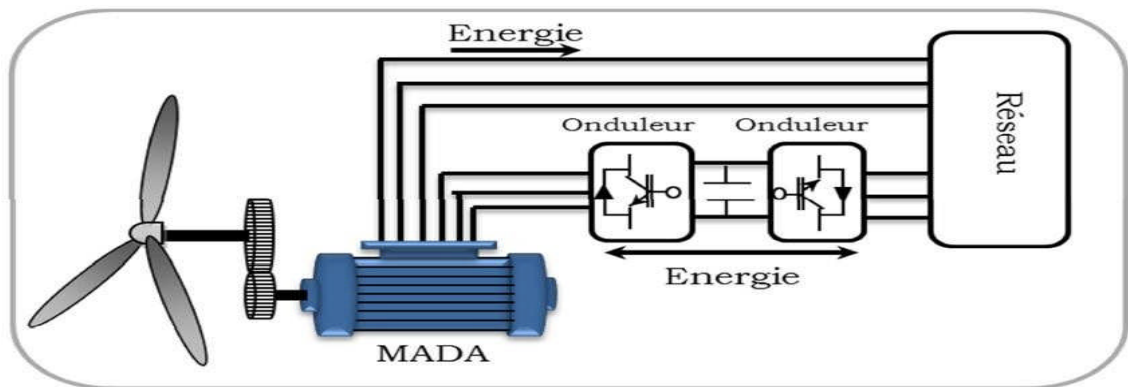 Energie
Onduleur
Onduleur
Réseau
Energie
MADA